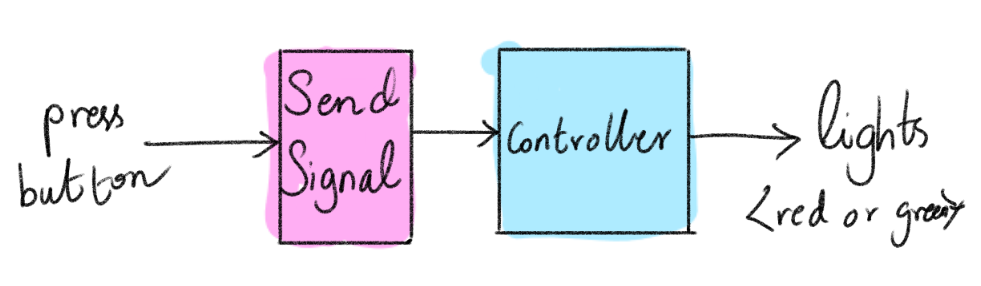 press
button
Send
Signal
Controller
lights
<red or green>